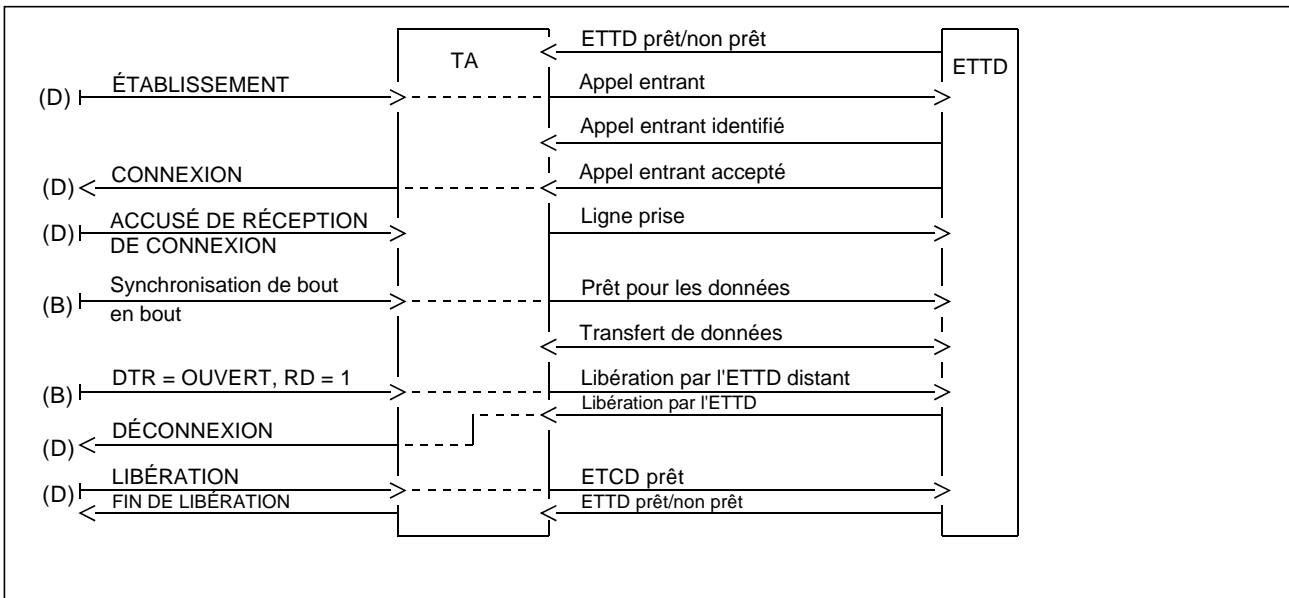 ETTD prêt/non prêt
TA
ETTD
(D) ÉTABLISSEMENT
Appel entrant
Appel entrant identifié
(D) CONNEXION
Appel entrant accepté
(D) ACCUSÉ DE RÉCEPTION
DE CONNEXION
Ligne prise
(B) Synchronisation de bout
en bout
Prêt pour les données
Transfert de données
(B) DTR = OUVERT, RD = 1
Libération par l'ETTD distant
Libération par l'ETTD
(D) DÉCONNEXION
(D) LIBÉRATION
ETCD prêt
FIN DE LIBÉRATION
ETTD prêt/non prêt